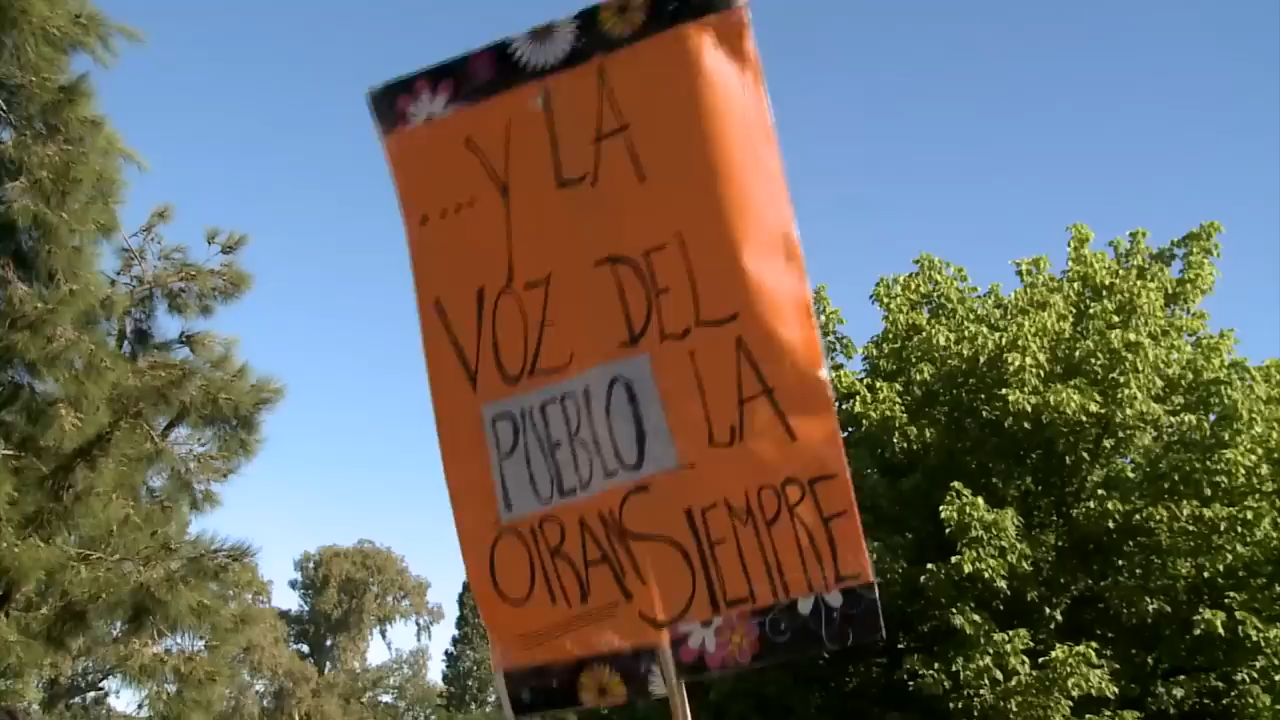 ....Y LA
VOZ DEL
PUEBLO LA
OIRAN SIEMPRE